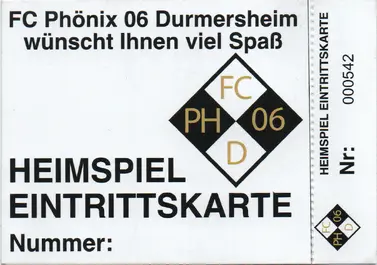 FC Phönix 06 Durmersheim
wünscht Ihnen viel Spaß
FC
PH 06
D
HEIMSPIEL
EINTRITTSKARTE
Nummer:
HEIMSPIEL EINTRITTSKARTE
Nr: 000542
FC
PH 06
D